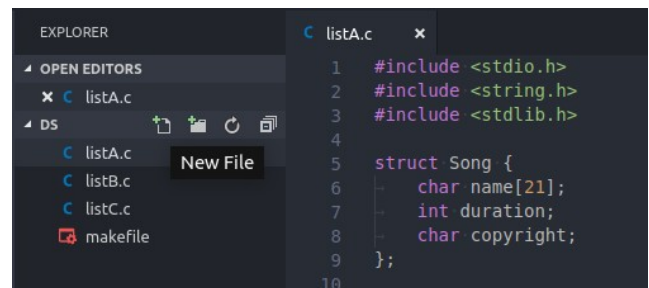 EXPLORER
OPEN EDITORS
C listA.c
DS
C listA.c
New File
C listB.c
C listC.c
makefile
C listA.c
1 #include <stdio.h>
2 #include <string.h>
3 #include <stdlib.h>
4
5 struct Song {
6 char name[21];
7 int duration;
8 char copyright;
9 };
10